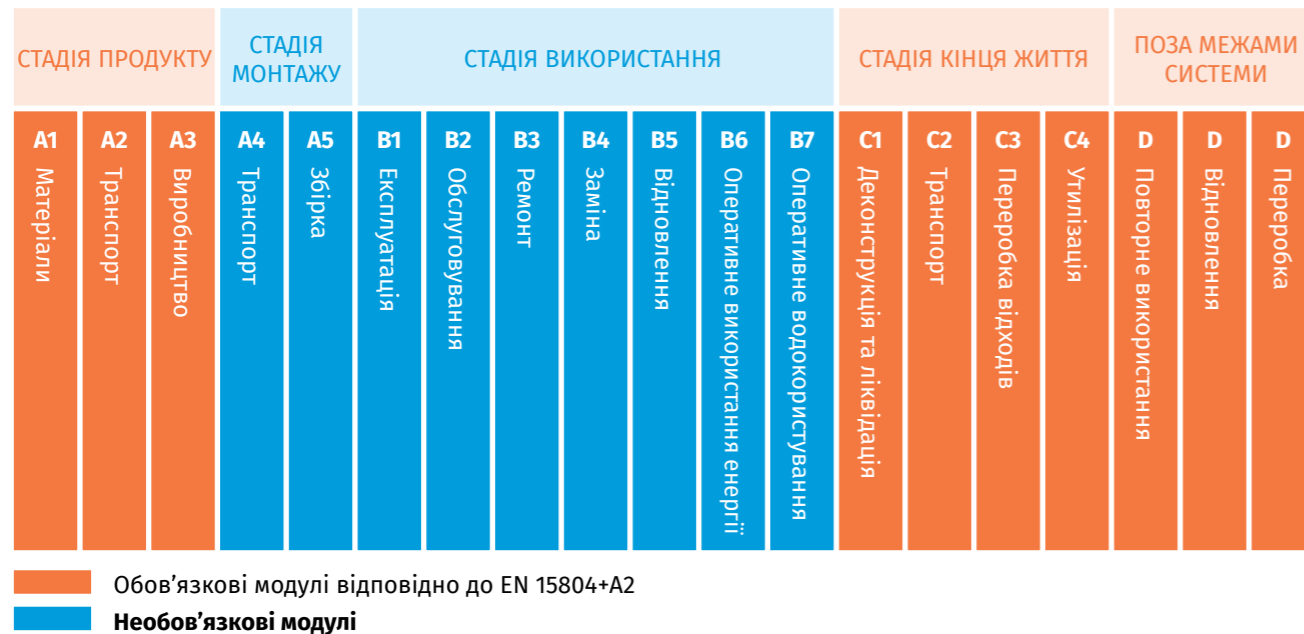 СТАДІЯ ПРОДУКТУ
СТАДІЯ
МОНТАЖУ
СТАДІЯ ВИКОРИСТАННЯ
СТАДІЯ КІНЦЯ ЖИТТЯ
ПОЗА МЕЖАМИ
СИСТЕМИ
A1
Матеріали
A2
Транспорт
A3
Виробництво
A4
Транспорт
A5
Збірка
B1
Експлуатація
B2
Обслуговування
B3
Ремонт
B4
Заміна
B5
Відновлення
B6
Оперативне використання енергії
B7
Оперативне водокористування
C1
Деконструкція та ліквідація
C2
Транспорт
C3
Переробка відходів
C4
Утилізація
D
Повторне використання
D
Відновлення
D
Переробка
Обов’язкові модулі відповідно до EN 15804+A2
Необов’язкові модулі